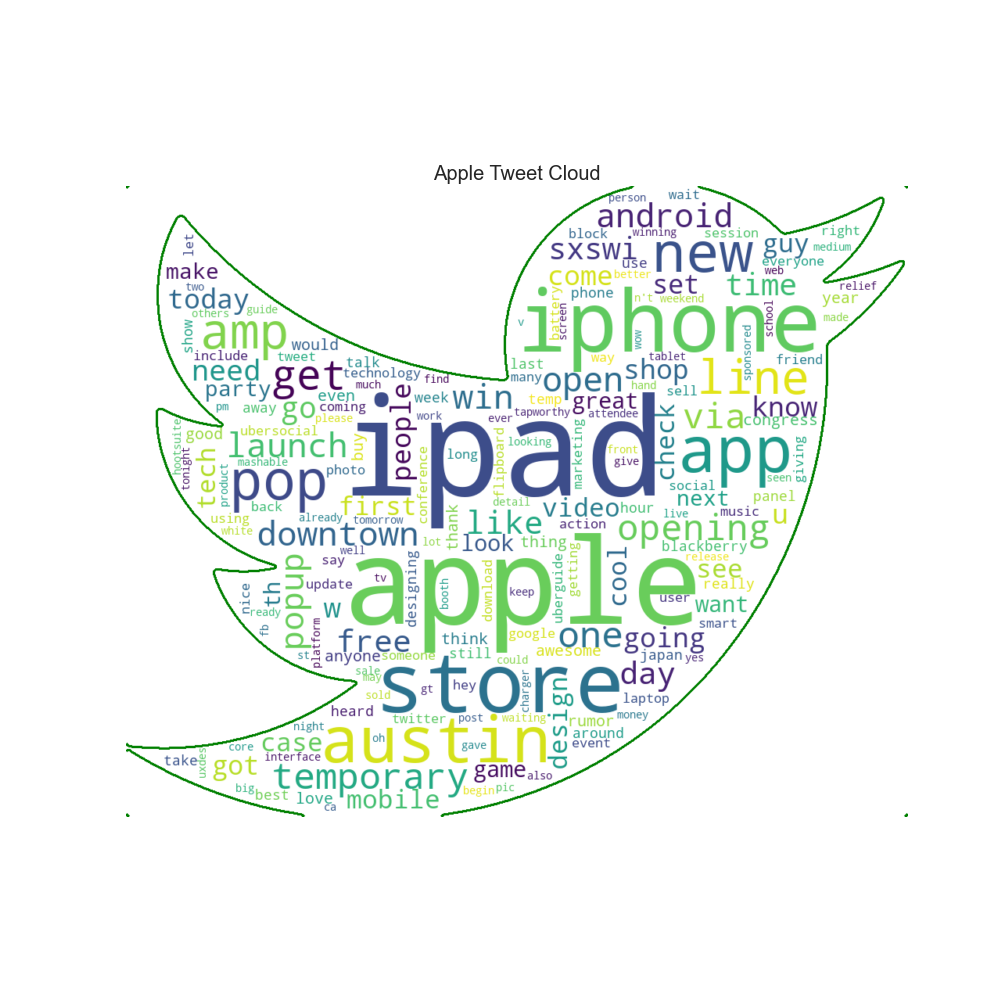 Apple Tweet Cloud
person
wait
android
let
block
winning
session
right
sxswi
new
guy
medium
make
come
use
better
everyone
two
today
phone
set
web
time
relief
others
guide
v
battery
screen
n't
weekend
school
year
show
amp
iphone
made
include
would
wow
sponsored
tweet
talk
last
way
tablet
friend
need
get
technology
many
open
shop
line
party
even
much
find
temp
hand
sell
pm
away
go
coming
people
week
win
great
via
know
please
work
ever
tapworthy
attendee
check
congress
hootsuite
tonight
good
ubersocial
launch
buy
ipad
looking
marketing
front
app
giving
tech
mashable
long
flipboard
give
product
pop
photo
conference
detail
social
seen
back
first
video
hour
next
panel
using
already
tomorrow
thank
like
action
live
music
u
white
downtown
lot
look
thing
opening
well
say
blackberry
release
nice
th
popup
update
tv
designing
apple
download
uberguide
getting
cool
see
really
ready
w
booth
keep
user
want
fb
platform
free
think
google
one
going
smart
st
anyone
someone
still
could
awesome
japan
yes
sale
may
gt
hey
store
charger
day
sold
laptop
heard
twitter
post
waiting
design
rumor
money
night
oh
austin
around
take
uxdes
core
case
interface
gave
event
got
temporary
game
also
big
best
love
mobile
begin
pic
ca